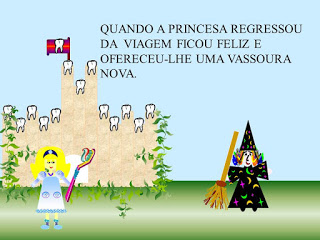 QUANDO A PRINCESA REGRESSOU
DA VIAGEM FICOU FELIZ E
OFERECEU-LHE UMA VASSOURA
NOVA.